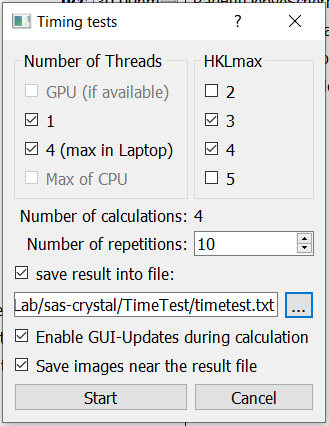 Timing tests
Number of Threads
GPU (if available)
1
4 (max in Laptop)
Max of CPU
HKLmax
2
3
4
5
Number of calculations: 4
Number of repetitions: 10
save result into file:
Lab/sas-crystal/TimeTest/timetest.txt ...
Enable GUI-Updates during calculation
Save images near the result file
Start Cancel